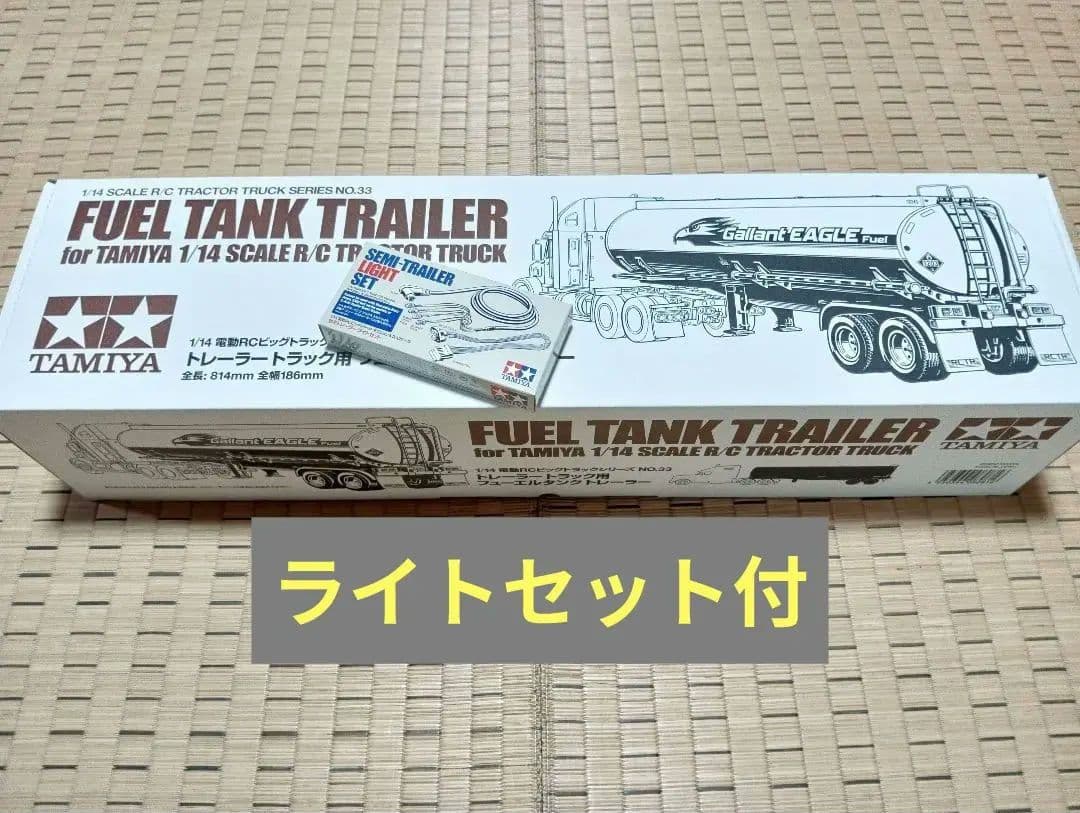 1/14 SCALE R/C TRACTOR TRUCK SERIES NO.33
FUEL TANK TRAILER
for TAMIYA 1/14 SCALE R/C TRACTOR TRUCK
TAMIYA
1/14 電動RCビッグトラック
トレーラートラック用
全長: 814mm 全幅186mm
SEMI-TRAILER
LIGHT
SET
TAMIYA
Gallant EAGLE Fuel
RCTR
RCTR
Gallant EAGLE Fuel
FUEL TANK TRAILER
for TAMIYA 1/14 SCALE R/C TRACTOR TRUCK
TAMIYA
1/14 電動RCビッグトラックシリーズ NO.33
トレーラートラック用
フューエルタンクトレーラー
ライトセット付